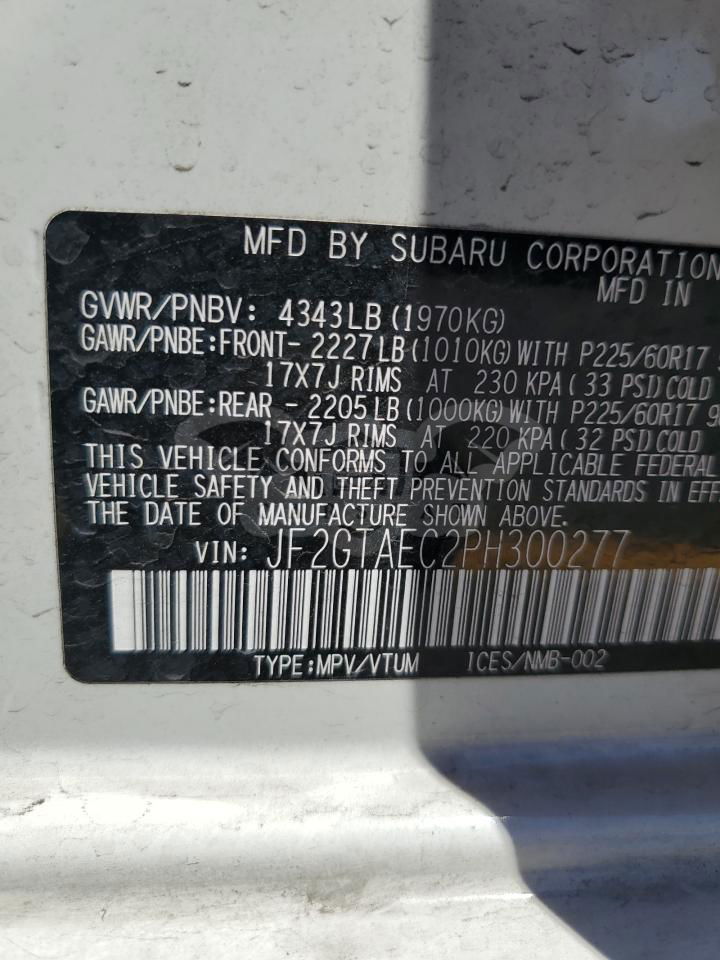 MFD BY SUBARU CORPORATION
MFD IN
GVWR/PNBV: 4343LB(1970KG)
GAWR/PNBE:FRONT- 2227LB(1010KG)WITH P225/60R17
17X7J RIMS AT 230 KPA(33 PSI)COLD
GAWR/PNBE:REAR - 2205LB(1000KG)WITH P225/60R17
17X7J RIMS AT 220 KPA(32 PSI)COLD
THIS VEHICLE CONFORMS TO ALL APPLICABLE FEDERAL
VEHICLE SAFETY AND THEFT PREVENTION STANDARDS IN EFF
THE DATE OF MANUFACTURE SHOWN ABOVE.
VIN: JF2GTAEC2PH300277
TYPE:MPV/VTUM ICES/NMB-002